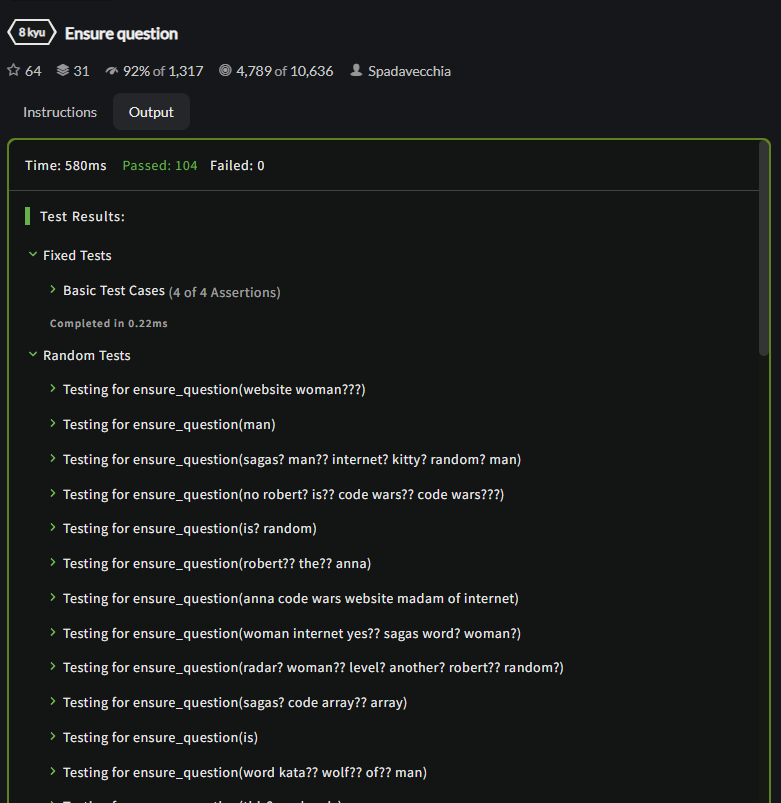 8 kyu Ensure question
64 31 92% of 1,317 4,789 of 10,636 Spadavecchia
Instructions Output
Time: 580ms Passed: 104 Failed: 0
Test Results:
Fixed Tests
Basic Test Cases (4 of 4 Assertions)
Completed in 0.22ms
Random Tests
Testing for ensure_question(website woman???)
Testing for ensure_question(man)
Testing for ensure_question(sagas? man?? internet? kitty? random? man)
Testing for ensure_question(no robert? is?? code wars?? code wars???)
Testing for ensure_question(is? random)
Testing for ensure_question(robert?? the?? anna)
Testing for ensure_question(anna code wars website madam of internet)
Testing for ensure_question(woman internet yes?? sagas word? woman?)
Testing for ensure_question(radar? woman?? level? another? robert?? random?)
Testing for ensure_question(sagas? code array?? array)
Testing for ensure_question(is)
Testing for ensure_question(word kata?? wolf?? of?? man)